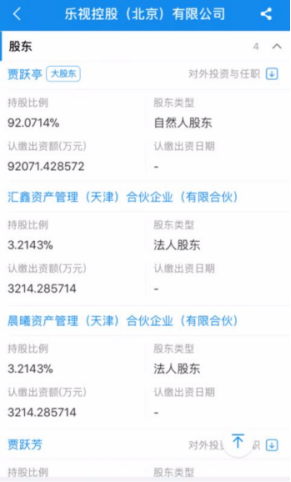 乐视控股（北京）有限公司
股东 4
贾跃亭 大股东 对外投资与任职
持股比例 股东类型
92.0714% 自然人股东
认缴出资额(万元) 认缴出资日期
92071.428572 -
汇鑫资产管理（天津）合伙企业（有限合伙）
持股比例 股东类型
3.2143% 法人股东
认缴出资额(万元) 认缴出资日期
3214.285714 -
晨曦资产管理（天津）合伙企业（有限合伙）
持股比例 股东类型
3.2143% 法人股东
认缴出资额(万元) 认缴出资日期
3214.285714 -
贾跃芳 对外投 职
持股比例 股东类型